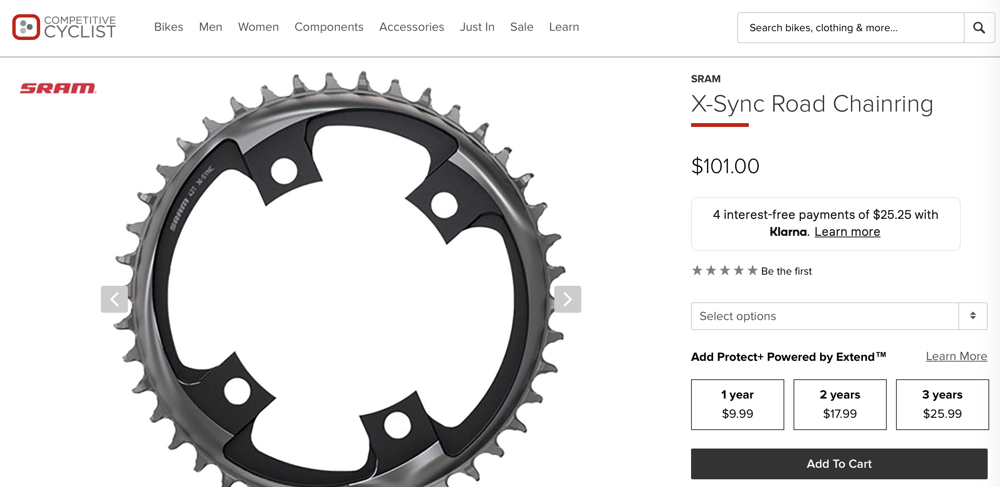 COMPETITIVE
CYCLIST
Bikes Men Women Components Accessories Just In Sale Learn
Search bikes, clothing & more...
SRAM
SRAM 42T X-SYNC
SRAM
X-Sync Road Chainring
$101.00
4 interest-free payments of $25.25 with
Klarna. Learn more
Be the first
Select options
Add Protect+ Powered by Extend™ Learn More
1 year 2 years 3 years
$9.99 $17.99 $25.99
Add To Cart